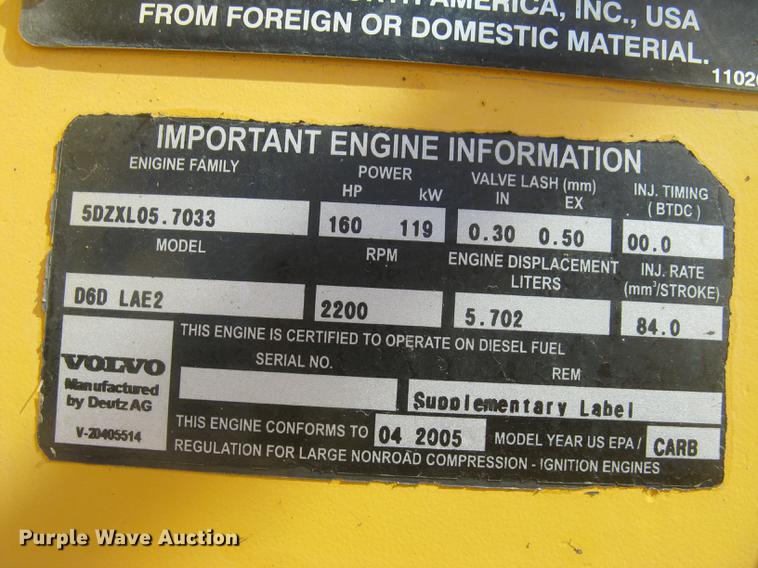 NORTH AMERICA, INC., USA
FROM FOREIGN OR DOMESTIC MATERIAL.
1102
IMPORTANT ENGINE INFORMATION
ENGINE FAMILY
POWER
HP kW
VALVE LASH (mm)
IN EX
INJ. TIMING
(BTDC)
5DZXL05.7033
160 119
0.30 0.50
00.0
MODEL
RPM
ENGINE DISPLACEMENT
LITERS
INJ. RATE
(mm³/STROKE)
D6D LAE2
2200
5.702
84.0
THIS ENGINE IS CERTIFIED TO OPERATE ON DIESEL FUEL
SERIAL NO.
REM
VOLVO
Manufactured
by Deutz AG
V-20405514
Supplementary Label
THIS ENGINE CONFORMS TO 04 2005 MODEL YEAR US EPA / CARB
REGULATION FOR LARGE NONROAD COMPRESSION - IGNITION ENGINES
Purple Wave Auction